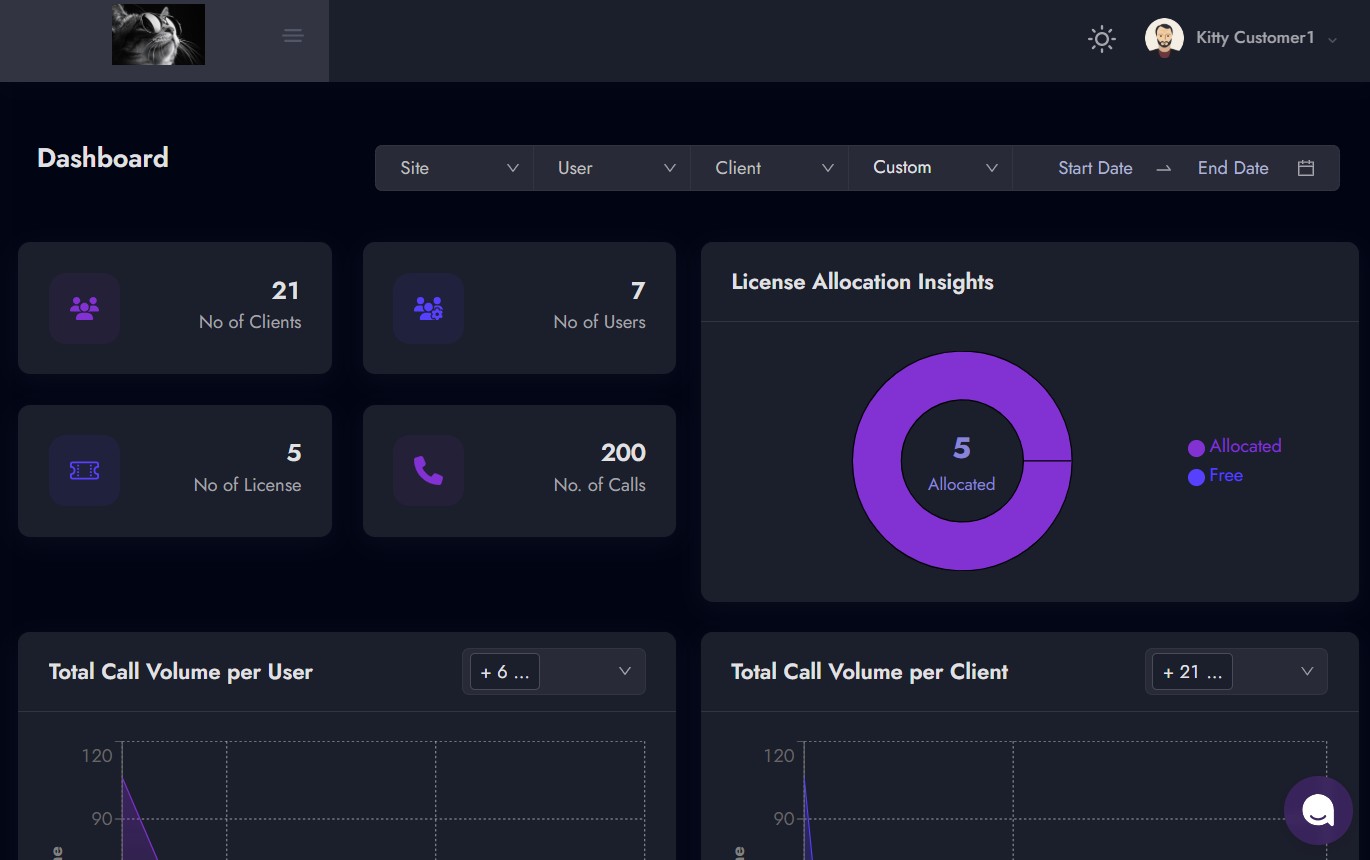 Kitty Customer1
Dashboard
Site
User
Client
Custom
Start Date
End Date
21
No of Clients
7
No of Users
5
No of License
200
No. of Calls
License Allocation Insights
5
Allocated
Allocated
Free
Total Call Volume per User
+ 6 ...
120
90
Total Call Volume per Client
+ 21 ...
120
90